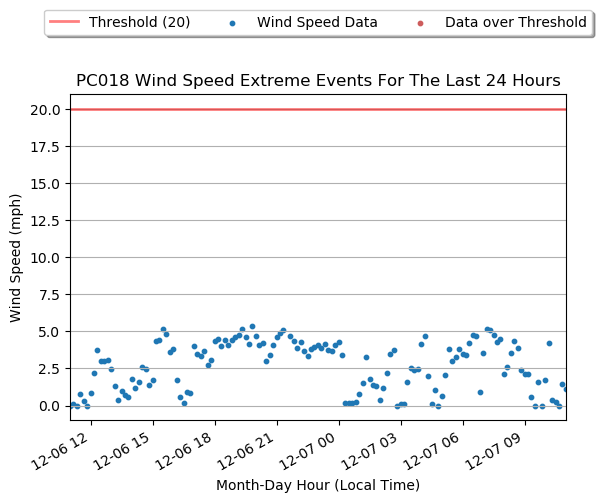 Threshold (20) Wind Speed Data Data over Threshold
PC018 Wind Speed Extreme Events For The Last 24 Hours
20.0
17.5
15.0
12.5
10.0
7.5
5.0
2.5
0.0
Wind Speed (mph)
12-06 12 12-06 15 12-06 18 12-06 21 12-07 00 12-07 03 12-07 06 12-07 09
Month-Day Hour (Local Time)